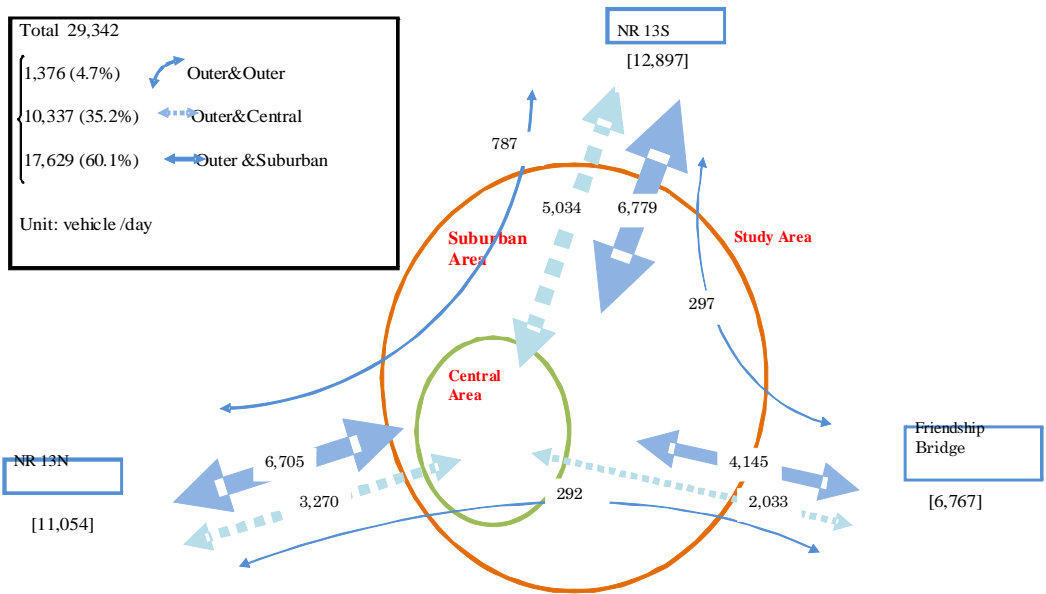 Total 29,342
1,376 (4.7%)
Outer&Outer
10,337 (35.2%)
Outer&Central
17,629 (60.1%)
Outer &Suburban
Unit: vehicle /day
NR 13S
[12,897]
787
5,034
6,779
Suburban
Area
Study Area
297
Central
Area
Friendship
Bridge
[6,767]
NR 13N
[11,054]
6,705
3,270
292
4,145
2,033